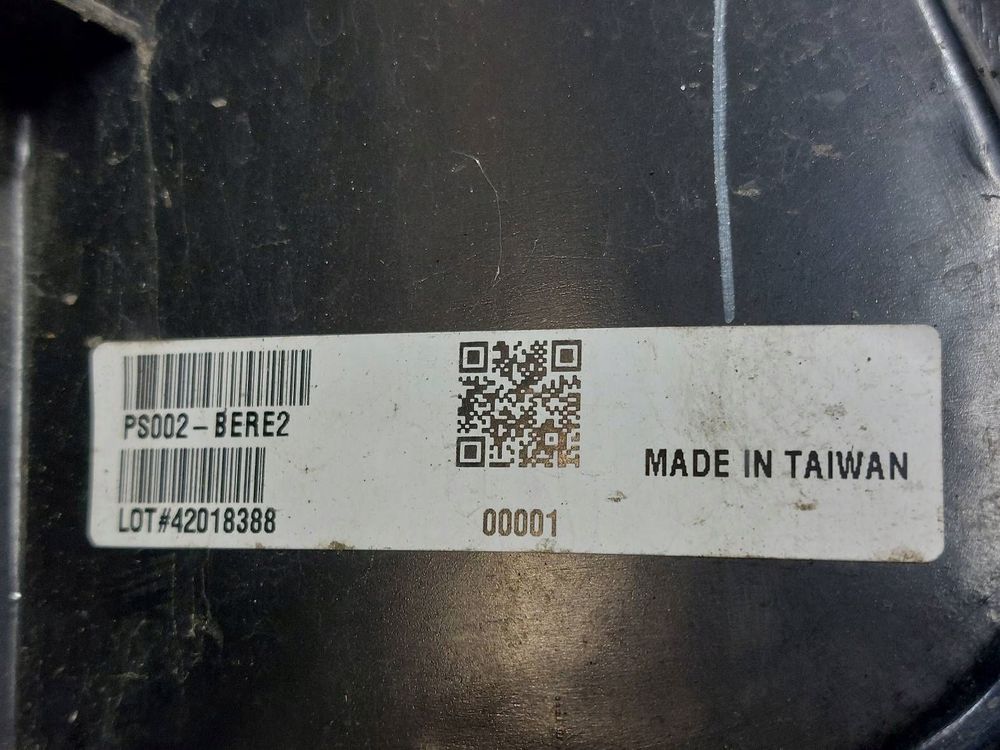 PS002-BERE2
LOT#42018388
00001
MADE IN TAIWAN